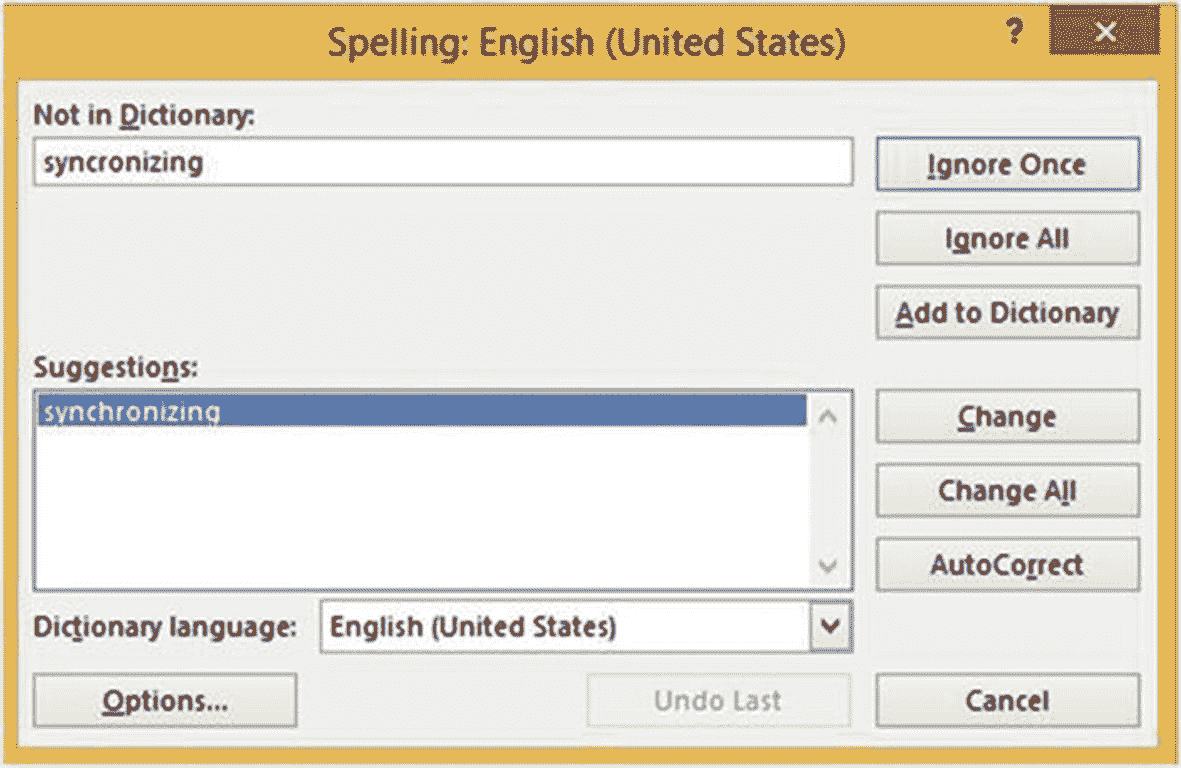 Spelling: English (United States)
?
Not in Dictionary:
syncronizing
Ignore Once
Ignore All
Add to Dictionary
Suggestions:
synchronizing
Change
Change All
AutoCorrect
Dictionary language: English (United States)
Options... Undo Last Cancel